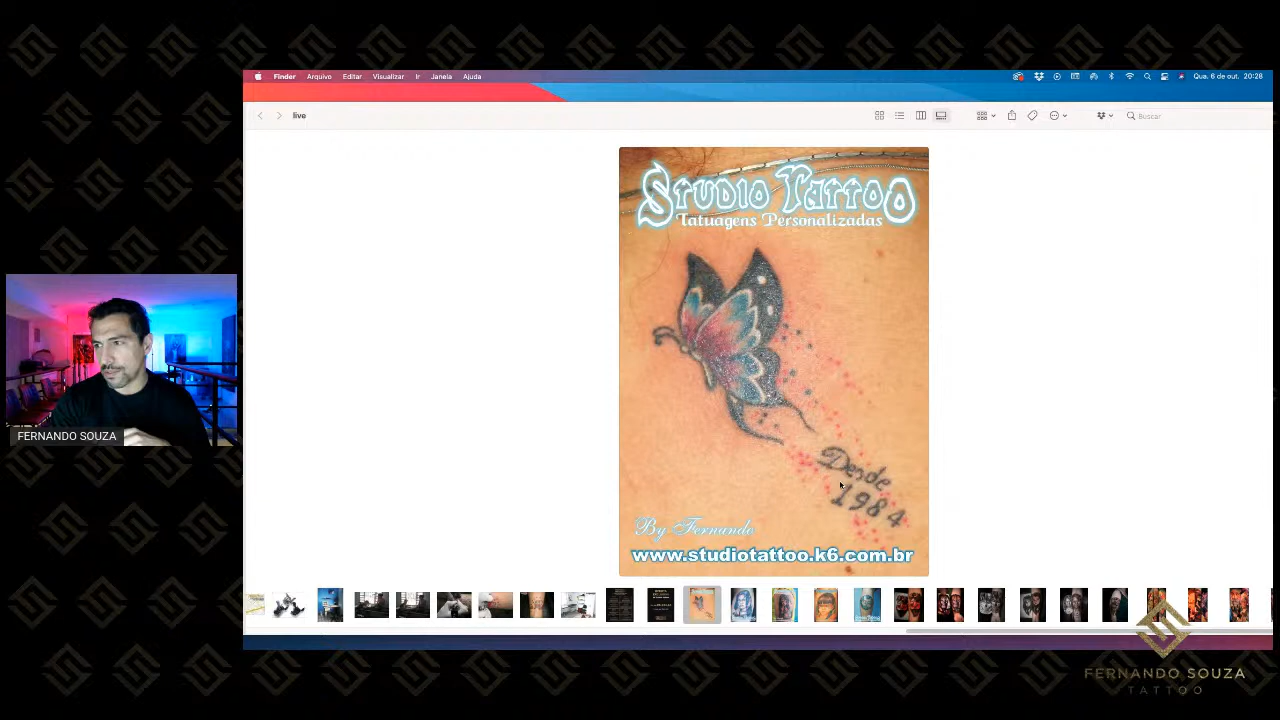 Finder Arquivo Editar Visualizar Ir Janela Ajuda
Qua. 6 de out. 20:26
live
Buscar
STUDIO TATTOO
Tatuagens Personalizadas
Desde
1984
By Fernando
www.studiotattoo.k6.com.br
FERNANDO SOUZA
FERNANDO SOUZA
TATTOO